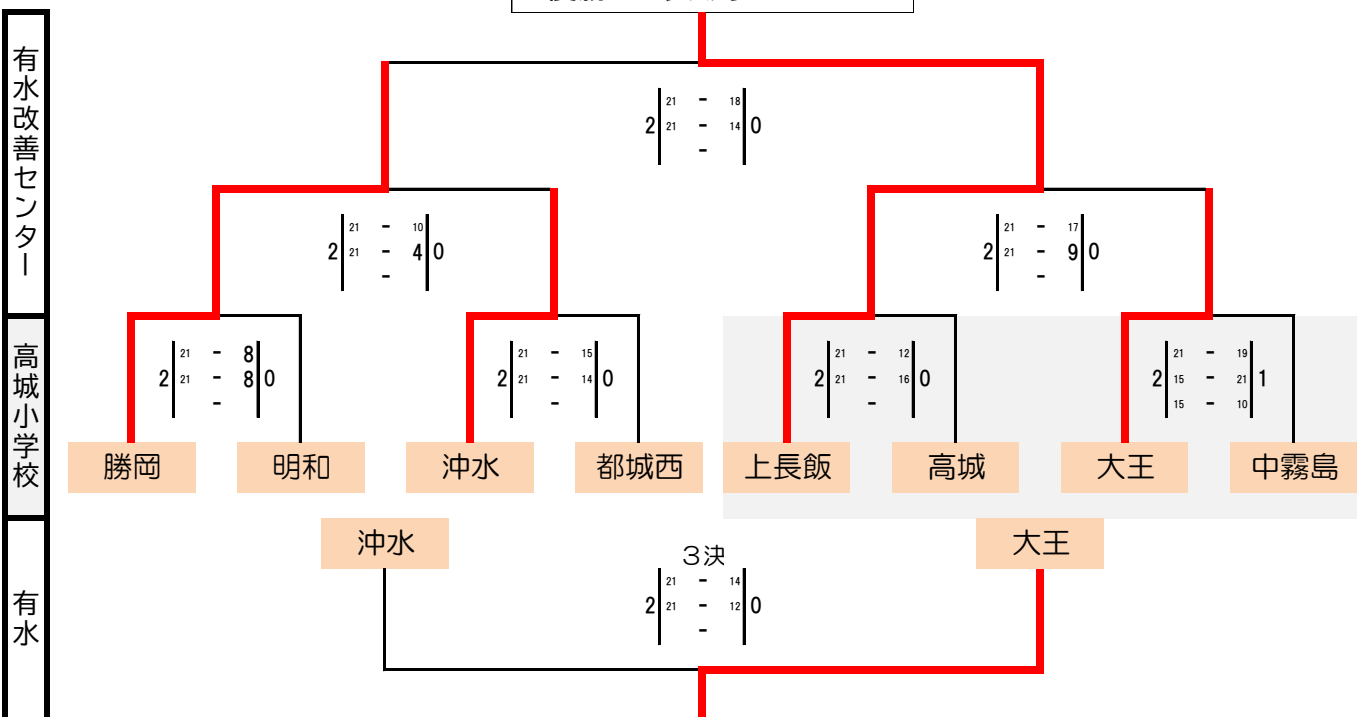 有水改善センター
21 - 18
2 21 - 14 0
-
21 - 10
2 21 - 4 0
-
21 - 17
2 21 - 9 0
-
高城小学校
21 - 8
2 21 - 8 0
-
21 - 15
2 21 - 14 0
-
21 - 12
2 21 - 16 0
-
21 - 19
2 15 - 21 1
15 - 10
勝岡
明和
沖水
都城西
上長飯
高城
大王
中霧島
有水
沖水
大王
3決
21 - 14
2 21 - 12 0
-